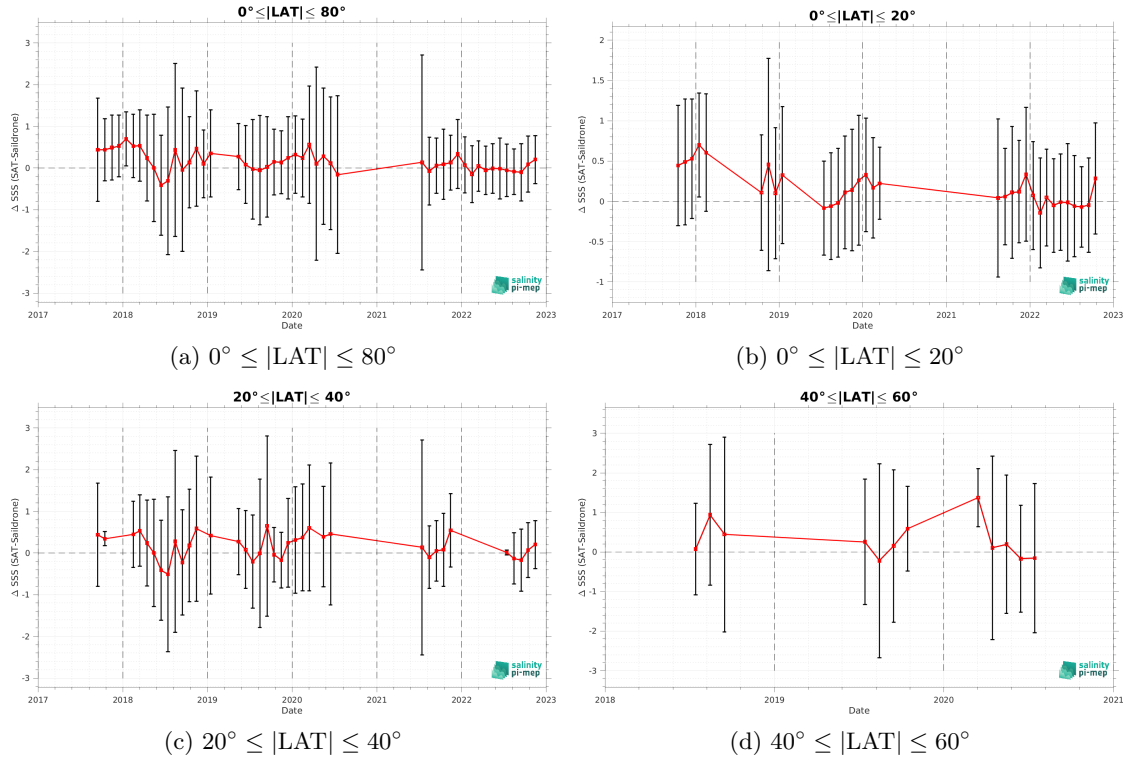 0°≤|LAT|≤ 80°
Δ SSS (SAT-Saildrone)
3
2
1
0
-1
-2
-3
salinity
pi-mep
2017
2018
2019
2020
2021
2022
2023
Date
(a) 0° ≤ |LAT| ≤ 80°
0°≤|LAT|≤ 20°
Δ SSS (SAT-Saildrone)
2
1.5
1
0.5
0
-0.5
-1
salinity
pi-mep
2017
2018
2019
2020
2021
2022
2023
Date
(b) 0° ≤ |LAT| ≤ 20°
20°≤|LAT|≤ 40°
Δ SSS (SAT-Saildrone)
3
2
1
0
-1
-2
-3
salinity
pi-mep
2017
2018
2019
2020
2021
2022
2023
Date
(c) 20° ≤ |LAT| ≤ 40°
40°≤|LAT|≤ 60°
Δ SSS (SAT-Saildrone)
3
2
1
0
-1
-2
-3
salinity
pi-mep
2018
2019
2020
2021
Date
(d) 40° ≤ |LAT| ≤ 60°